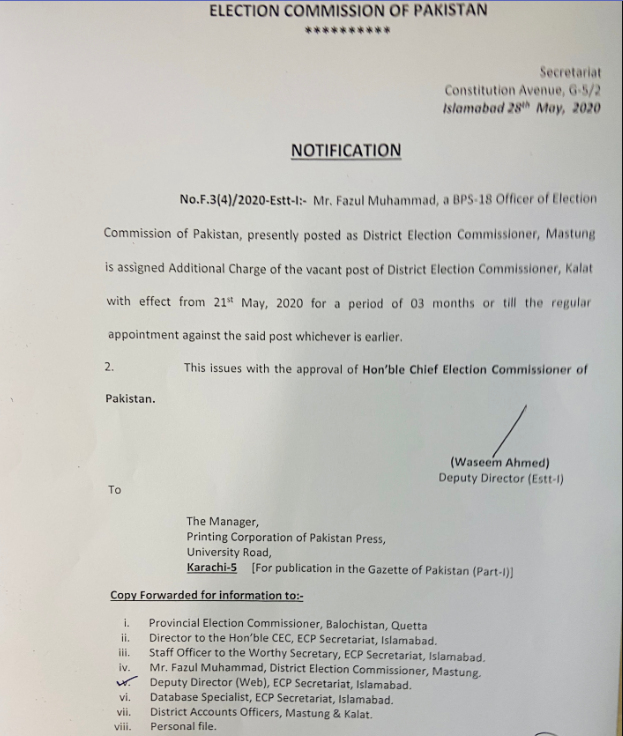 ELECTION COMMISSION OF PAKISTAN
**********
Secretariat
Constitution Avenue, G-5/2
Islamabad 28th May, 2020
NOTIFICATION
No.F.3(4)/2020-Estt-I:- Mr. Fazul Muhammad, a BPS-18 Officer of Election
Commission of Pakistan, presently posted as District Election Commissioner, Mastung
is assigned Additional Charge of the vacant post of District Election Commissioner, Kalat
with effect from 21st May, 2020 for a period of 03 months or till the regular
appointment against the said post whichever is earlier.
2. This issues with the approval of Hon'ble Chief Election Commissioner of
Pakistan.
(Waseem Ahmed)
Deputy Director (Estt-I)
To
The Manager,
Printing Corporation of Pakistan Press,
University Road,
Karachi-5 [For publication in the Gazette of Pakistan (Part-I)]
Copy Forwarded for information to:-
i. Provincial Election Commissioner, Balochistan, Quetta
ii. Director to the Hon'ble CEC, ECP Secretariat, Islamabad.
iii. Staff Officer to the Worthy Secretary, ECP Secretariat, Islamabad.
iv. Mr. Fazul Muhammad, District Election Commissioner, Mastung.
v. Deputy Director (Web), ECP Secretariat, Islamabad.
vi. Database Specialist, ECP Secretariat, Islamabad.
vii. District Accounts Officers, Mastung & Kalat.
viii. Personal file.